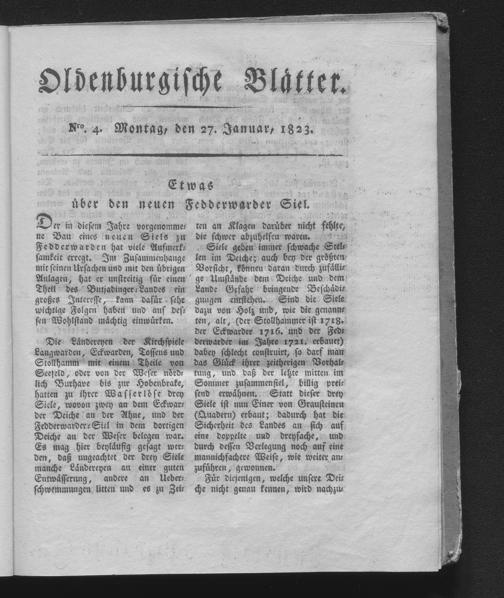 Oldenburgische Blätter.
Nro. 4. Montag, den 27. Januar, 1823.
Etwas
über den neuen Fedderwarder Siel.
Der in diesem Jahre vorgenomme-
ne Bau eines neuen Siels zu
Fedderwarden hat viele Aufmerk-
samkeit erregt. Im Zusammenhange
mit seinen Ursachen und mit den übrigen
Anlagen, hat er unstreitig für einen
Theil des Butjadinger-Landes ein
großes Interesse, kann dafür sehr
wichtige Folgen haben und auf des-
sen Wohlstand mächtig einwürken.
Die Ländereyen der Kirchspiele
Langwarden, Eckwarden, Tossens und
Stollhamm mit einem Theile von
Seefeld, oder von der Weser nörd-
lich Burhave bis zur Hobenbrake,
hatten zu ihrer Wasserlöse drey
Siele, wovon zwey an dem Eckwar-
der Deiche an der Ahne, und der
Fedderwarder-Siel in dem dortigen
Deiche an der Weser belegen war.
Es mag hier beyläufig gesagt wer-
den, daß ungeachtet der drey Siele
manche Ländereyen an einer guten
Entwässerung, andere an Ueber-
schwemmungen litten und es zu Zei-
ten an Klagen darüber nicht fehlte,
die schwer abzuhelfen waren.
Siele geben immer schwache Stel-
len im Deiche; auch bey der größten
Vorsicht, können daran durch zufälli-
ge Umstände dem Deiche und dem
Lande Gefahr bringende Beschädi-
gungen entstehen. Sind die Siele
dazu von Holz und, wie die genann-
ten, alt, (der Stollhammer ist 1718.
der Eckwarder 1716. und der Fed-
derwarder im Jahre 1721. erbauet)
dabey schlecht construirt, so darf man
das Glück ihrer zeitherigen Vorhal-
tung, und daß der letzte mitten im
Sommer zusammenfiel, billig prei-
send erwähnen. Statt dieser drey
Siele ist nun Einer von Graufteinen
(Quadern) erbaut; dadurch hat die
Sicherheit des Landes an sich auf
eine doppelte und dreyfache, und
durch dessen Verlegung noch auf eine
mannichfachere Weise, wie weiter an-
zuführen, gewonnen.
Für diejenigen, welche unsere Dei-
che nicht genau kennen, wird nachzu-